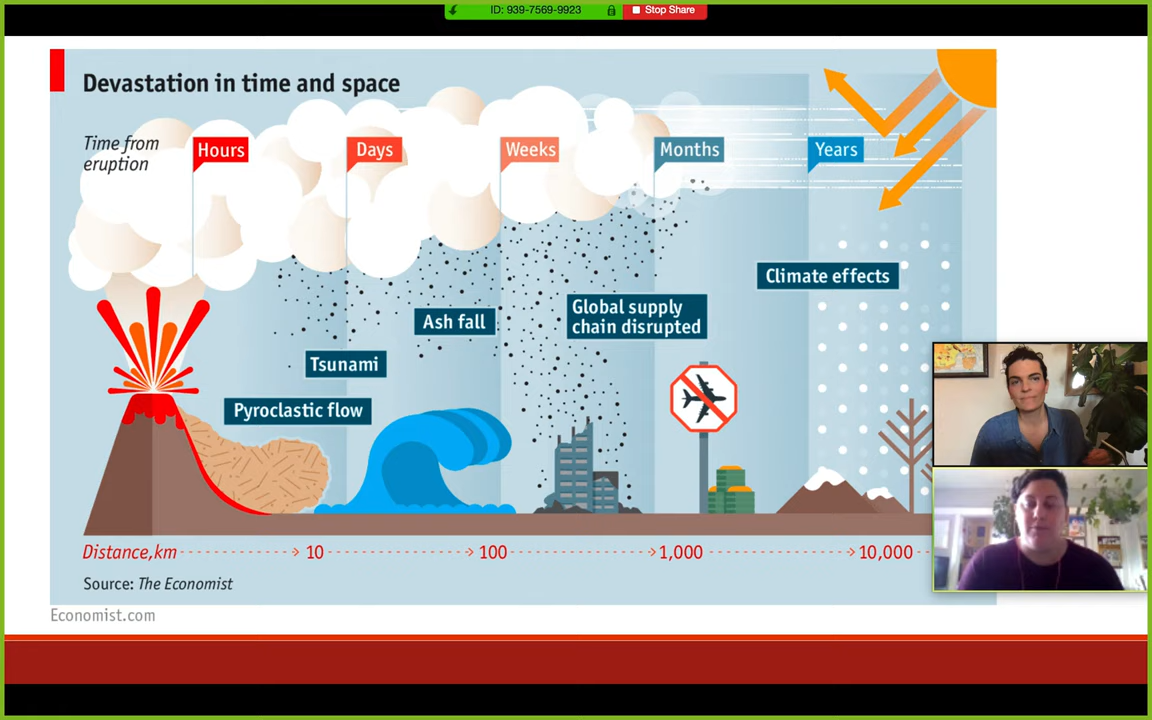 ID: 939-7569-9923
Stop Share
Devastation in time and space
Time from
eruption
Hours
Days
Weeks
Months
Years
Climate effects
Global supply
chain disrupted
Ash fall
Tsunami
Pyroclastic flow
Distance,km
10
100
1,000
10,000
Source: The Economist
Economist.com